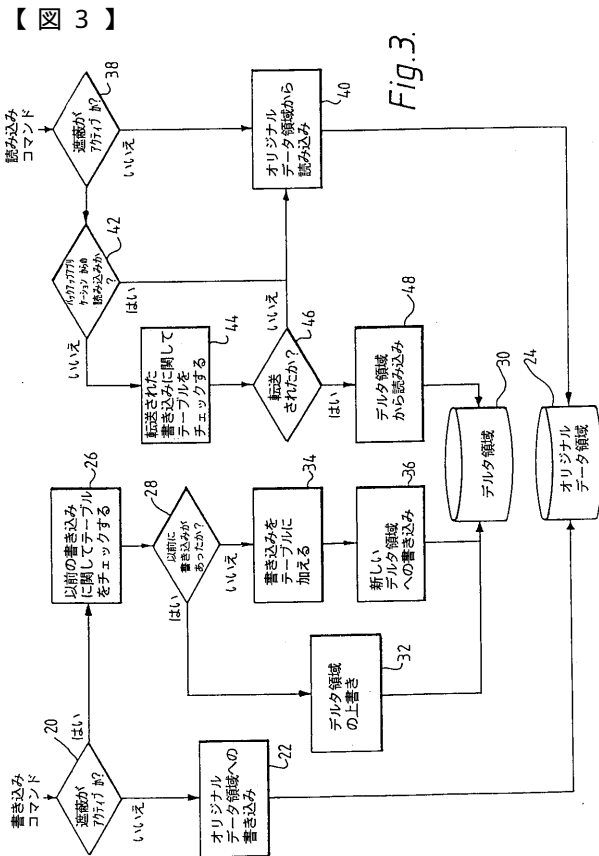 【図3】
Fig.3.
書き込み
コマンド
遮蔽が
アクティブか?
20
はい
いいえ
オリジナル
データ領域への
書き込み
22
以前の書き込み
に関してテーブル
をチェックする
26
以前に
書き込みが
あったか?
28
はい
いいえ
デルタ領域
の上書き
32
書き込みを
テーブルに
加える
34
新しい
デルタ領域
への書き込み
36
読み込み
コマンド
遮蔽が
アクティブか?
38
いいえ
バックアップアプリ
ケーションからの
読み込みか
?
42
いいえ
はい
転送された
書き込みに関して
テーブルを
チェックする
44
転送
されたか?
46
いいえ
はい
オリジナル
データ領域から
読み込み
40
デルタ領域
から読み込み
48
デルタ領域
30
オリジナル
データ領域
24